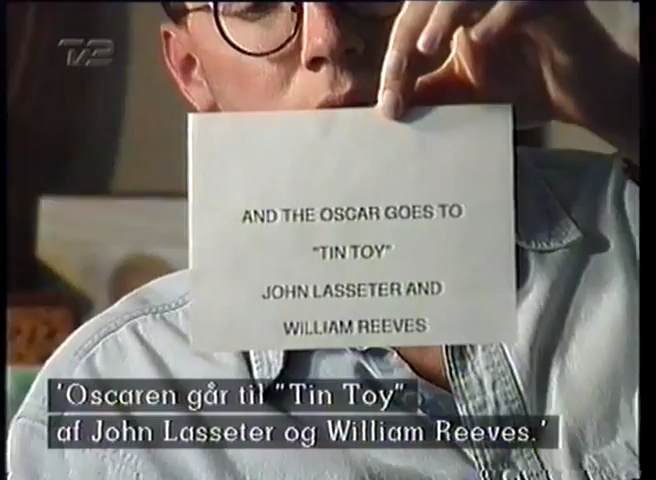 TV2
AND THE OSCAR GOES TO
"TIN TOY"
JOHN LASSETER AND
WILLIAM REEVES
'Oscaren går til "Tin Toy"
af John Lasseter og William Reeves.'